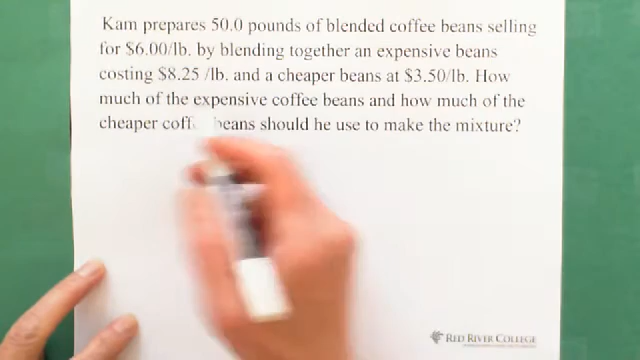 Kam prepares 50.0 pounds of blended coffee beans selling
for $6.00/lb. by blending together an expensive beans
costing $8.25 /lb. and a cheaper beans at $3.50/lb. How
much of the expensive coffee beans and how much of the
cheaper beans should he use to make the mixture?
RED RIVER COLLEGE